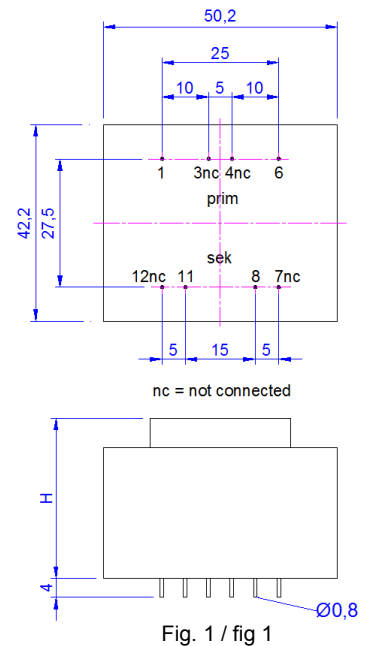 50,2
25
10 5 10
1 3nc 4nc 6
prim
42,2
27,5
sek
12nc 11 8 7nc
5 15 5
nc = not connected
H
4
Ø0,8
Fig. 1 / fig 1